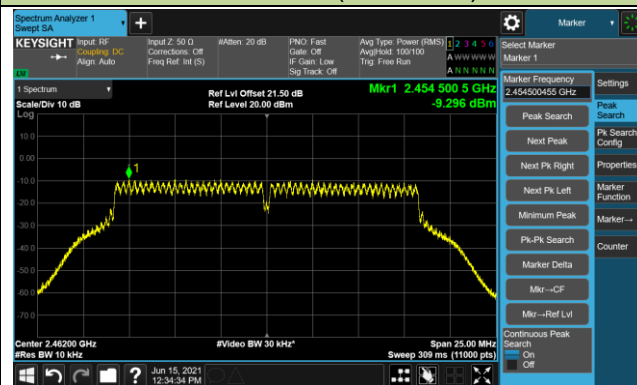 Spectrum Analyzer 1
Swept SA
+
Marker
KEYSIGHT
Input: RF
Coupling: DC
Align: Auto
Input Z: 50 Ω
Corrections: Off
Freq Ref: Int (S)
#Atten: 20 dB
PNO: Fast
Gate: Off
IF Gain: Low
Sig Track: Off
Avg Type: Power (RMS)
Avg|Hold: 100/100
Trig: Free Run
1 2 3 4 5 6
A W W W W W
A N N N N N
LXI
Select Marker
Marker 1
1 Spectrum
Scale/Div 10 dB
Log
Ref Lvl Offset 21.50 dB
Ref Level 20.00 dBm
Mkr1 2.454 500 5 GHz
-9.296 dBm
10.0
0.00
-10.0
-20.0
-30.0
-40.0
-50.0
-60.0
-70.0
1
Center 2.46200 GHz
#Res BW 10 kHz
#Video BW 30 kHz*
Span 25.00 MHz
Sweep 309 ms (11000 pts)
Marker Frequency
2.454500455 GHz
Peak Search
Next Peak
Next Pk Right
Next Pk Left
Minimum Peak
Pk-Pk Search
Marker Delta
Mkr→CF
Mkr→Ref Lvl
Continuous Peak
Search
On
Off
Settings
Peak
Search
Pk Search
Config
Properties
Marker
Function
Marker→
Counter
?
Jun 15, 2021
12:34:34 PM